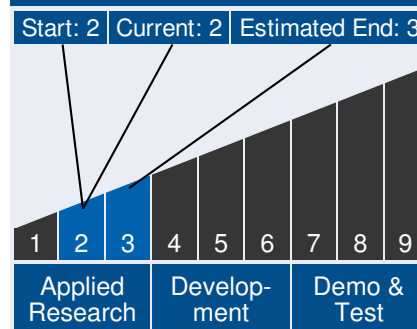 Start: 2 Current: 2 Estimated End: 3
1 2 3 4 5 6 7 8 9
Applied Develop- Demo &
Research ment Test